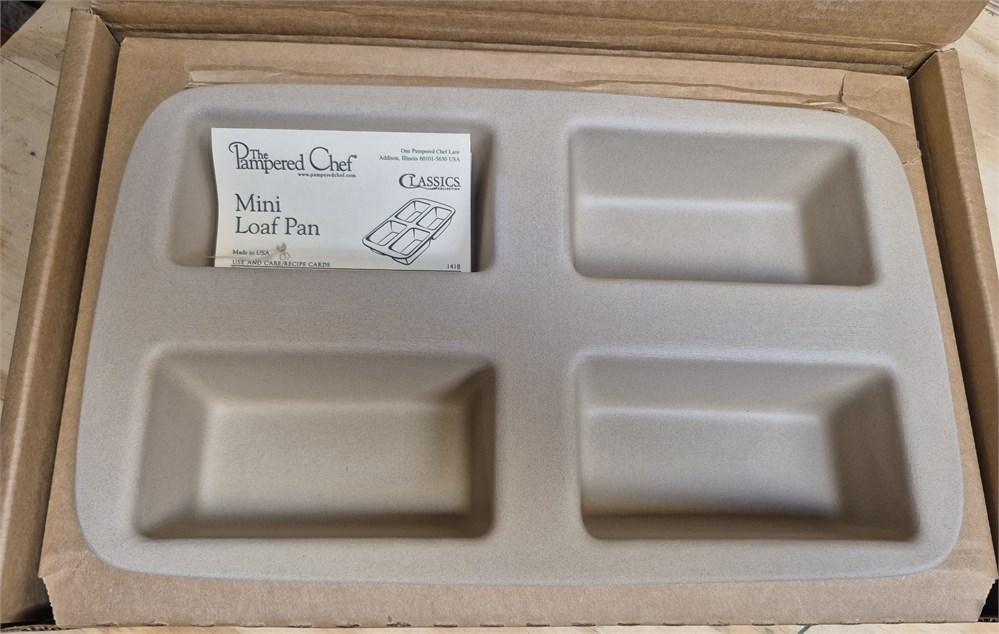 The
Pampered Chef®
www.pamperedchef.com
One Pampered Chef Lane
Addison, Illinois 60101-5630 USA
CLASSICS
COLLECTION
Mini
Loaf Pan
Made in USA
USE AND CARE/RECIPE CARDS
1418